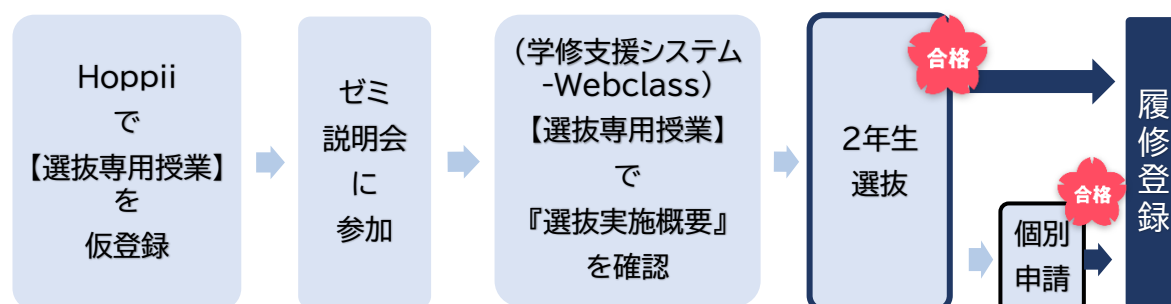 Hoppii
で
【選抜専用授業】
を
仮登録
ゼミ
説明会
に
参加
(学修支援システム
-Webclass)
【選抜専用授業】
で
『選抜実施概要』
を確認
2年生
選抜
合格
個別
申請
合格
履修登録